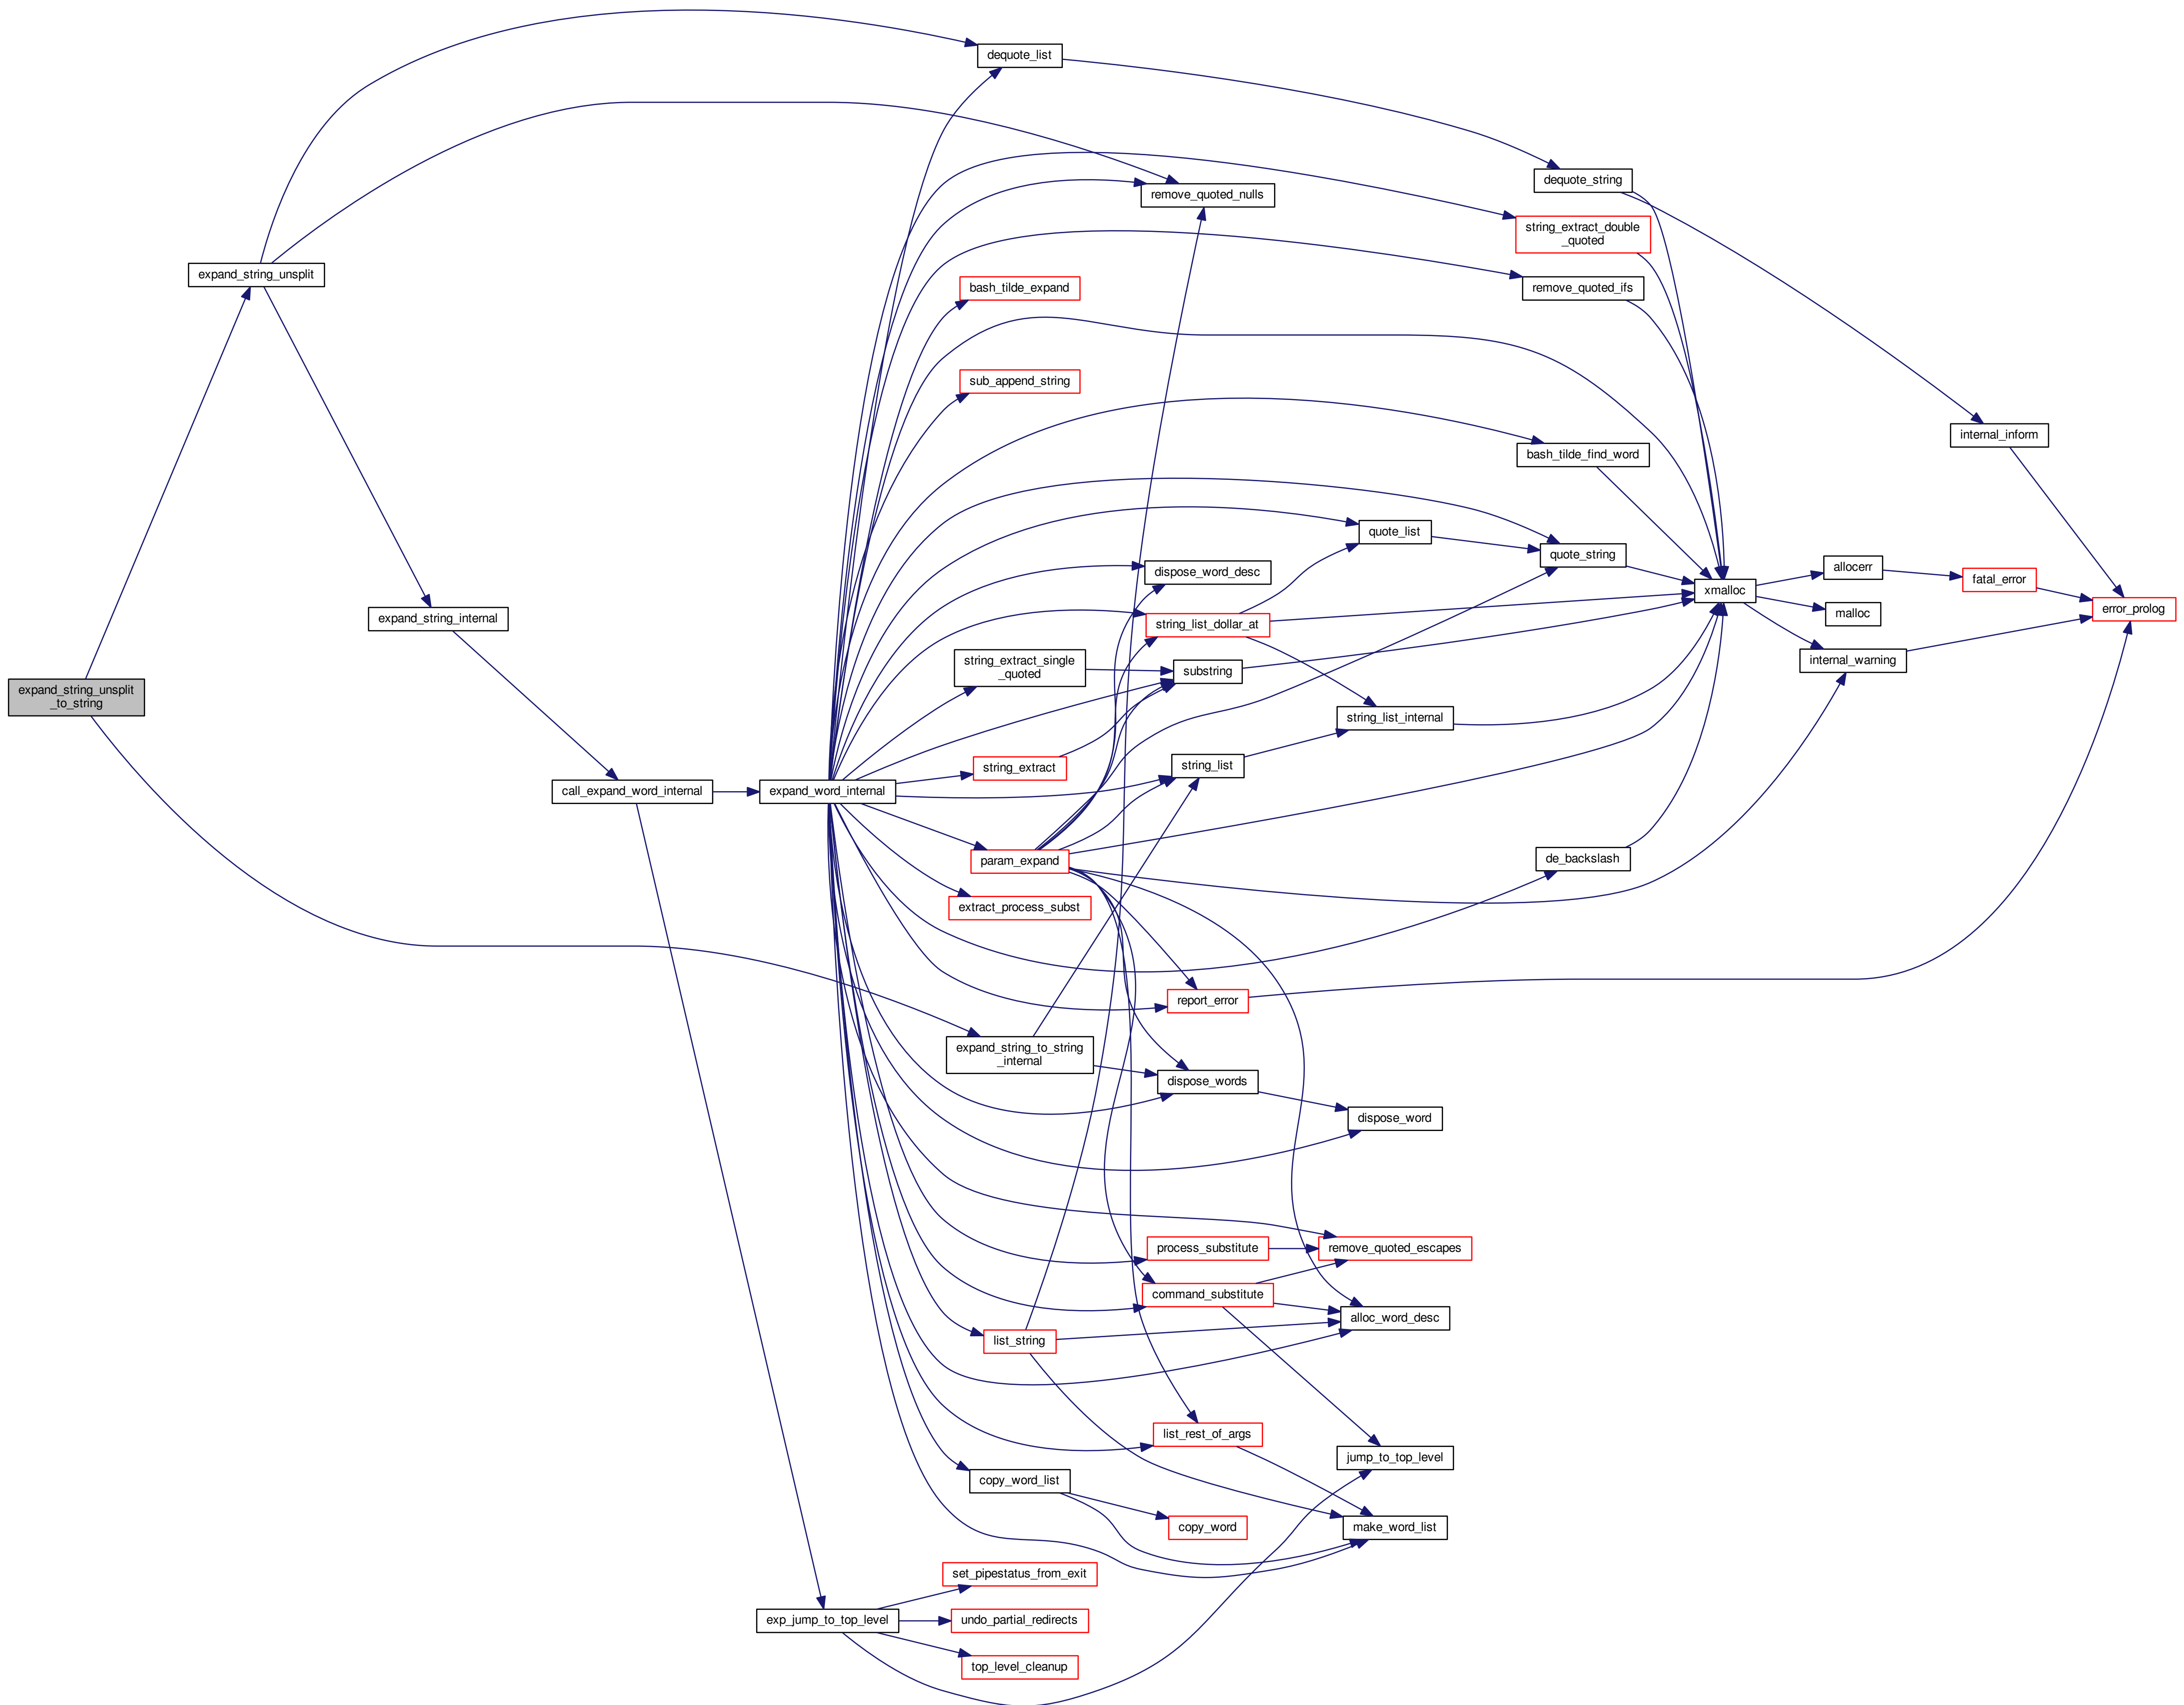 dequote_list
dequote_string
remove_quoted_nulls
string_extract_double
_quoted
expand_string_unsplit
bash_tilde_expand
remove_quoted_ifs
sub_append_string
internal_inform
bash_tilde_find_word
quote_list
quote_string
dispose_word_desc
allocerr
fatal_error
xmalloc
error_prolog
malloc
expand_string_internal
string_list_dollar_at
string_extract_single
_quoted
substring
internal_warning
expand_string_unsplit
_to_string
string_list_internal
string_extract
string_list
call_expand_word_internal
expand_word_internal
param_expand
de_backslash
extract_process_subst
report_error
expand_string_to_string
_internal
dispose_words
dispose_word
process_substitute
remove_quoted_escapes
command_substitute
alloc_word_desc
list_string
list_rest_of_args
jump_to_top_level
copy_word_list
copy_word
make_word_list
set_pipestatus_from_exit
exp_jump_to_top_level
undo_partial_redirects
top_level_cleanup